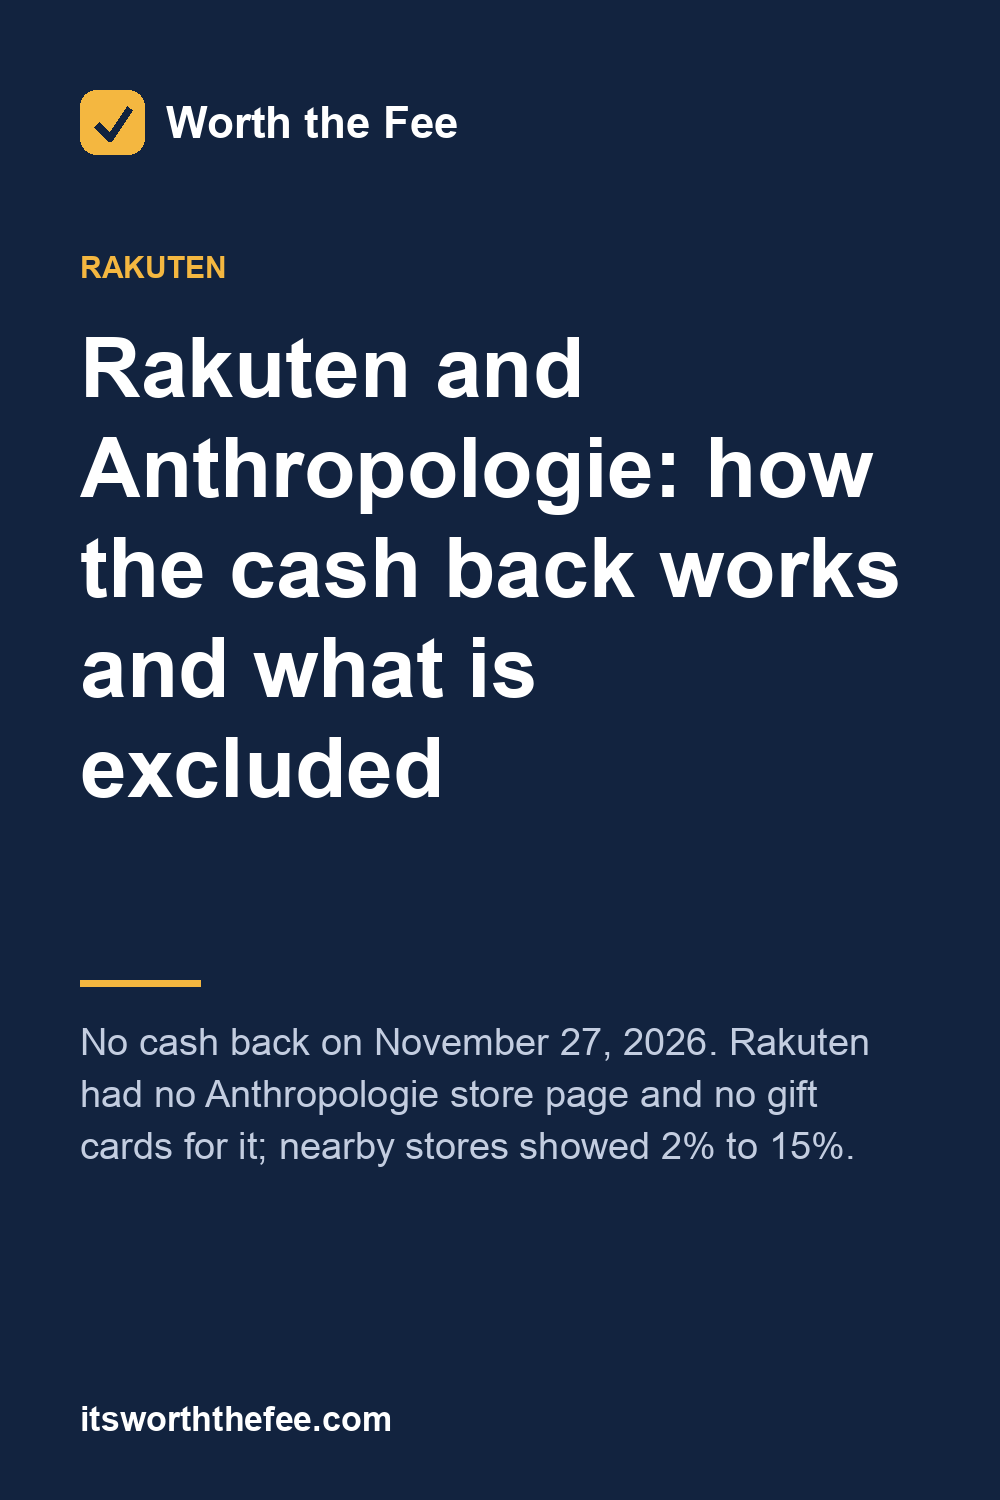 Worth the Fee
RAKUTEN
Rakuten and
Anthropologie: how
the cash back works
and what is
excluded
No cash back on November 27, 2026. Rakuten
had no Anthropologie store page and no gift
cards for it; nearby stores showed 2% to 15%.
itsworththefee.com